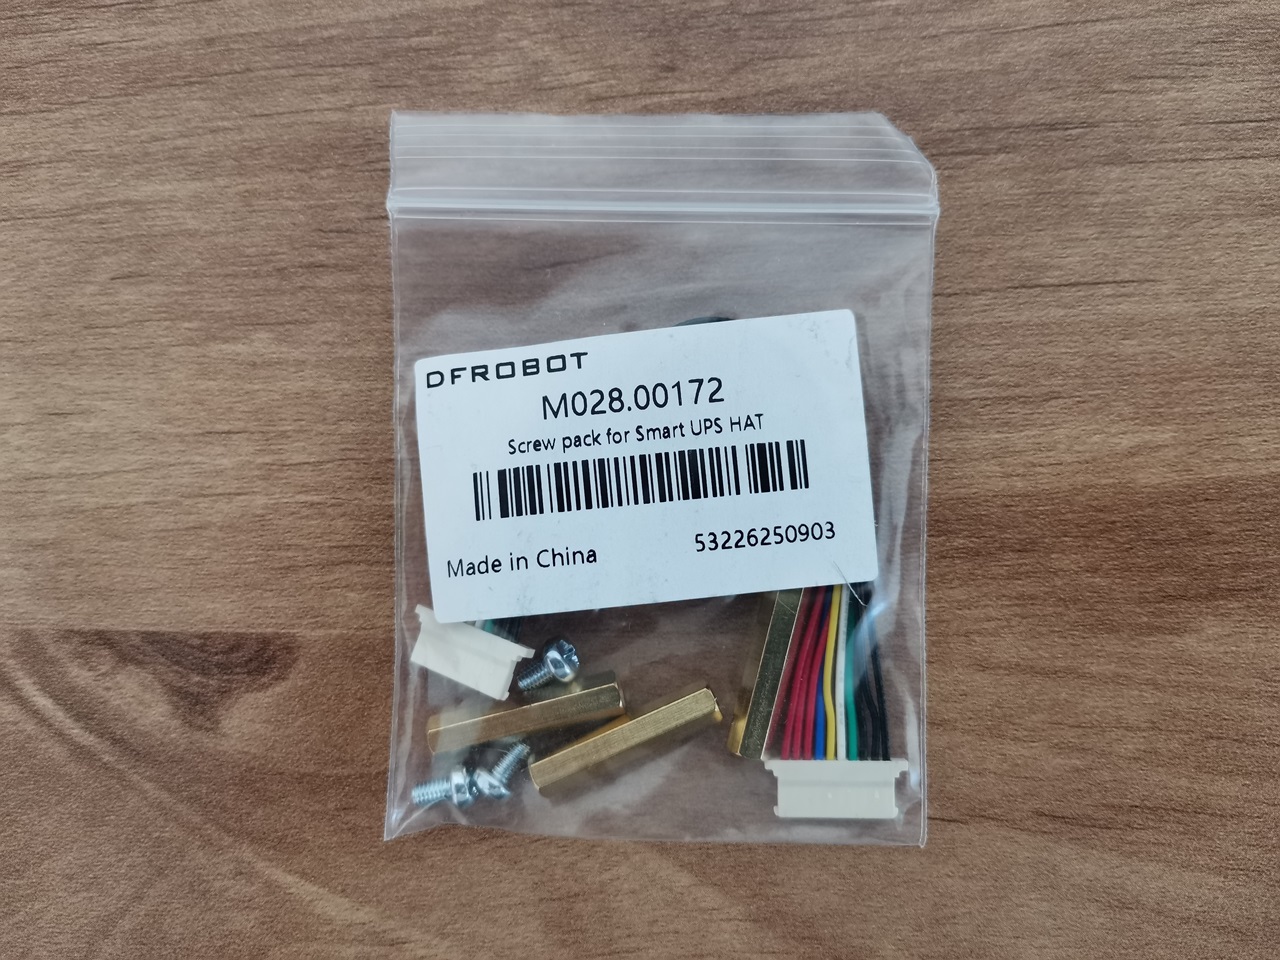 DFROBOT
M028.00172
Screw pack for Smart UPS HAT
Made in China
53226250903